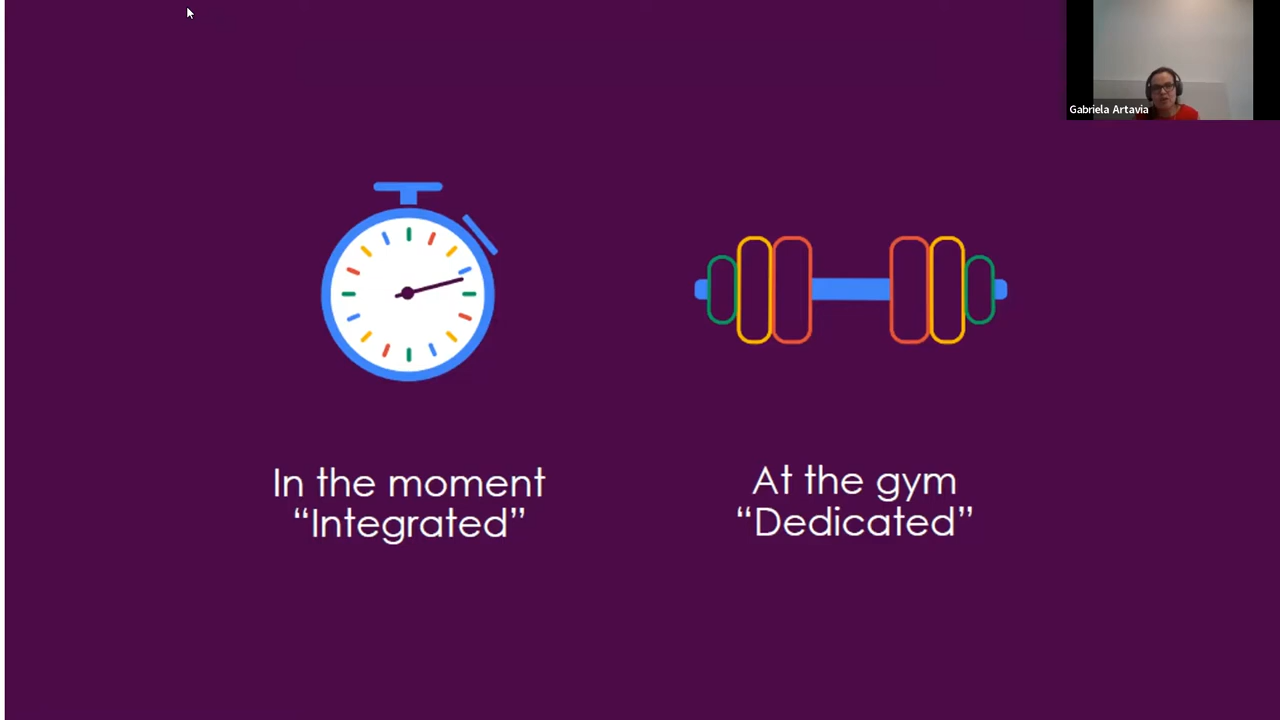 Gabriela Artavia
In the moment
“Integrated”
At the gym
“Dedicated”